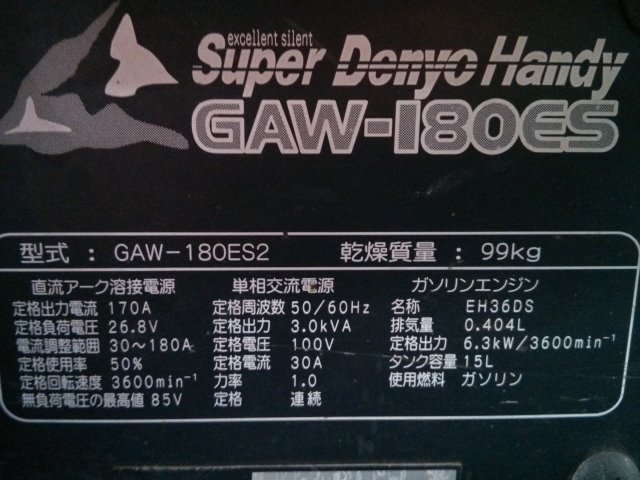 excellent silent
Super Denyo Handy
GAW-180ES
型式 : GAW-180ES2 乾燥質量 : 99kg
直流アーク溶接電源
定格出力電流 170A
定格負荷電圧 26.8V
電流調整範囲 30～180A
定格使用率 50%
定格回転速度 3600min⁻¹
無負荷電圧の最高値 85V
単相交流電源
定格周波数 50/60Hz
定格出力 3.0kVA
定格電圧 100V
定格電流 30A
力率 1.0
定格 連続
ガソリンエンジン
名称 EH36DS
排気量 0.404L
定格出力 6.3kW/3600min⁻¹
タンク容量 15L
使用燃料 ガソリン